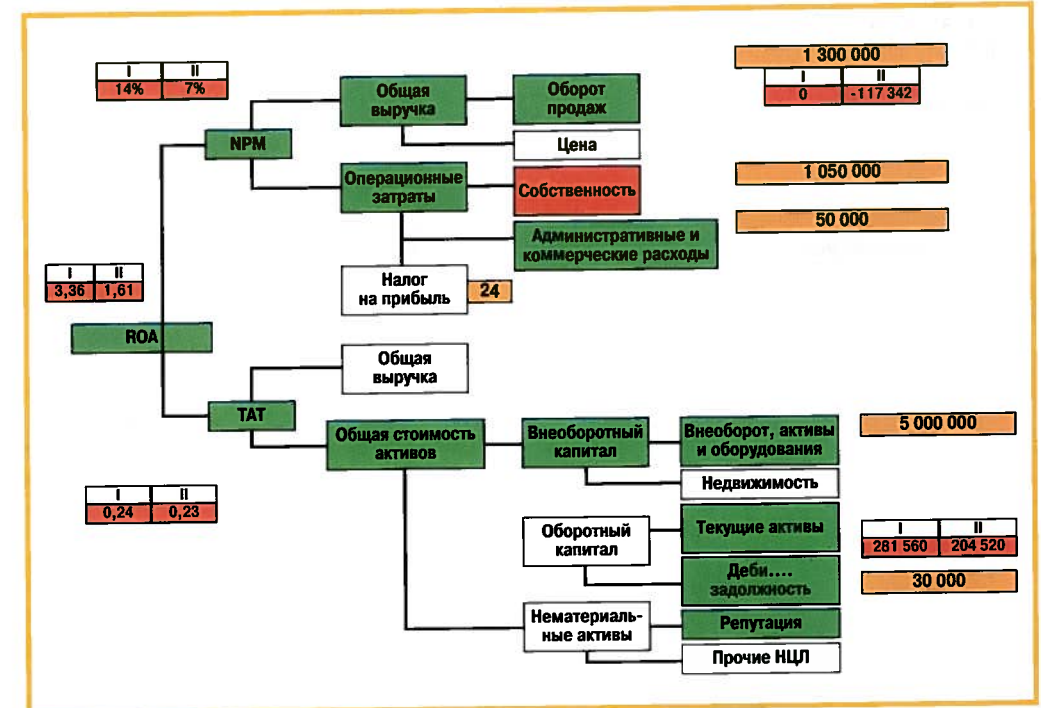 1 300 000
I II
14% 7%
I II
0 -117 342
Общая
выручка
Оборот
продаж
NPM
Цена
Операционные
затраты
Собственность
1 050 000
50 000
Административные и
коммерческие расходы
Налог
на прибыль
24
I II
3,36 1,61
ROA
Общая
выручка
TAT
Общая стоимость
активов
Внеоборотный
капитал
Внеоборот, активы
и оборудования
5 000 000
Недвижимость
I II
0,24 0,23
Оборотный
капитал
Текущие активы
I II
281 560 204 520
Деби....
задолжность
30 000
Нематериаль-
ные активы
Репутация
Прочие НЦЛ